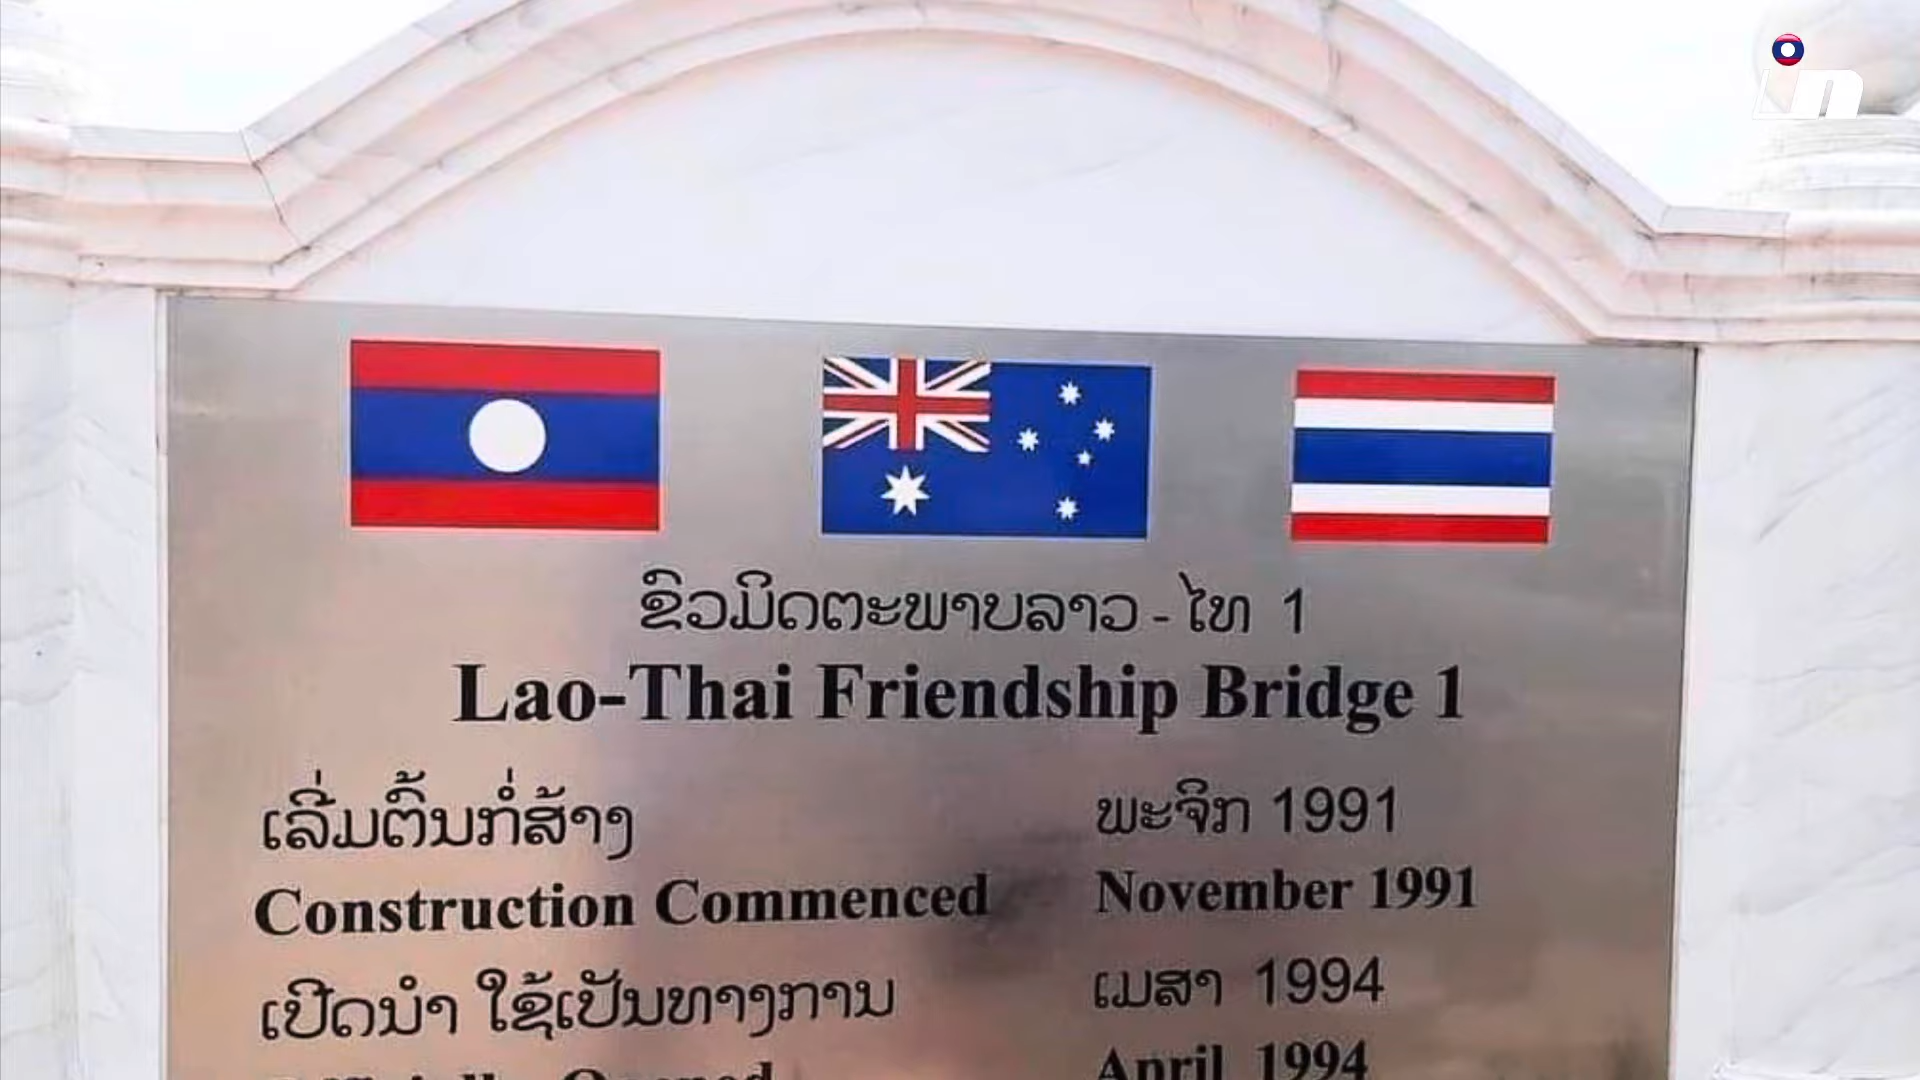 ຂົວມິດຕະພາບລາວ - ໄທ 1
Lao-Thai Friendship Bridge 1
ເລີ່ມຕົ້ນກໍ່ສ້າງ ພະຈິກ 1991
Construction Commenced November 1991
ເປີດນຳ ໃຊ້ເປັນທາງການ ເມສາ 1994
Opened April 1994